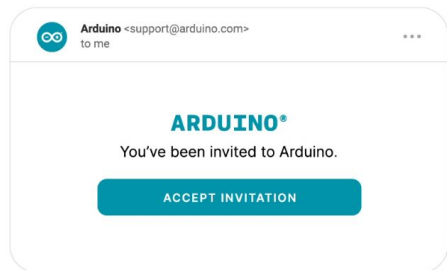 Arduino <support@arduino.com>
to me
ARDUINO®
You've been invited to Arduino.
ACCEPT INVITATION